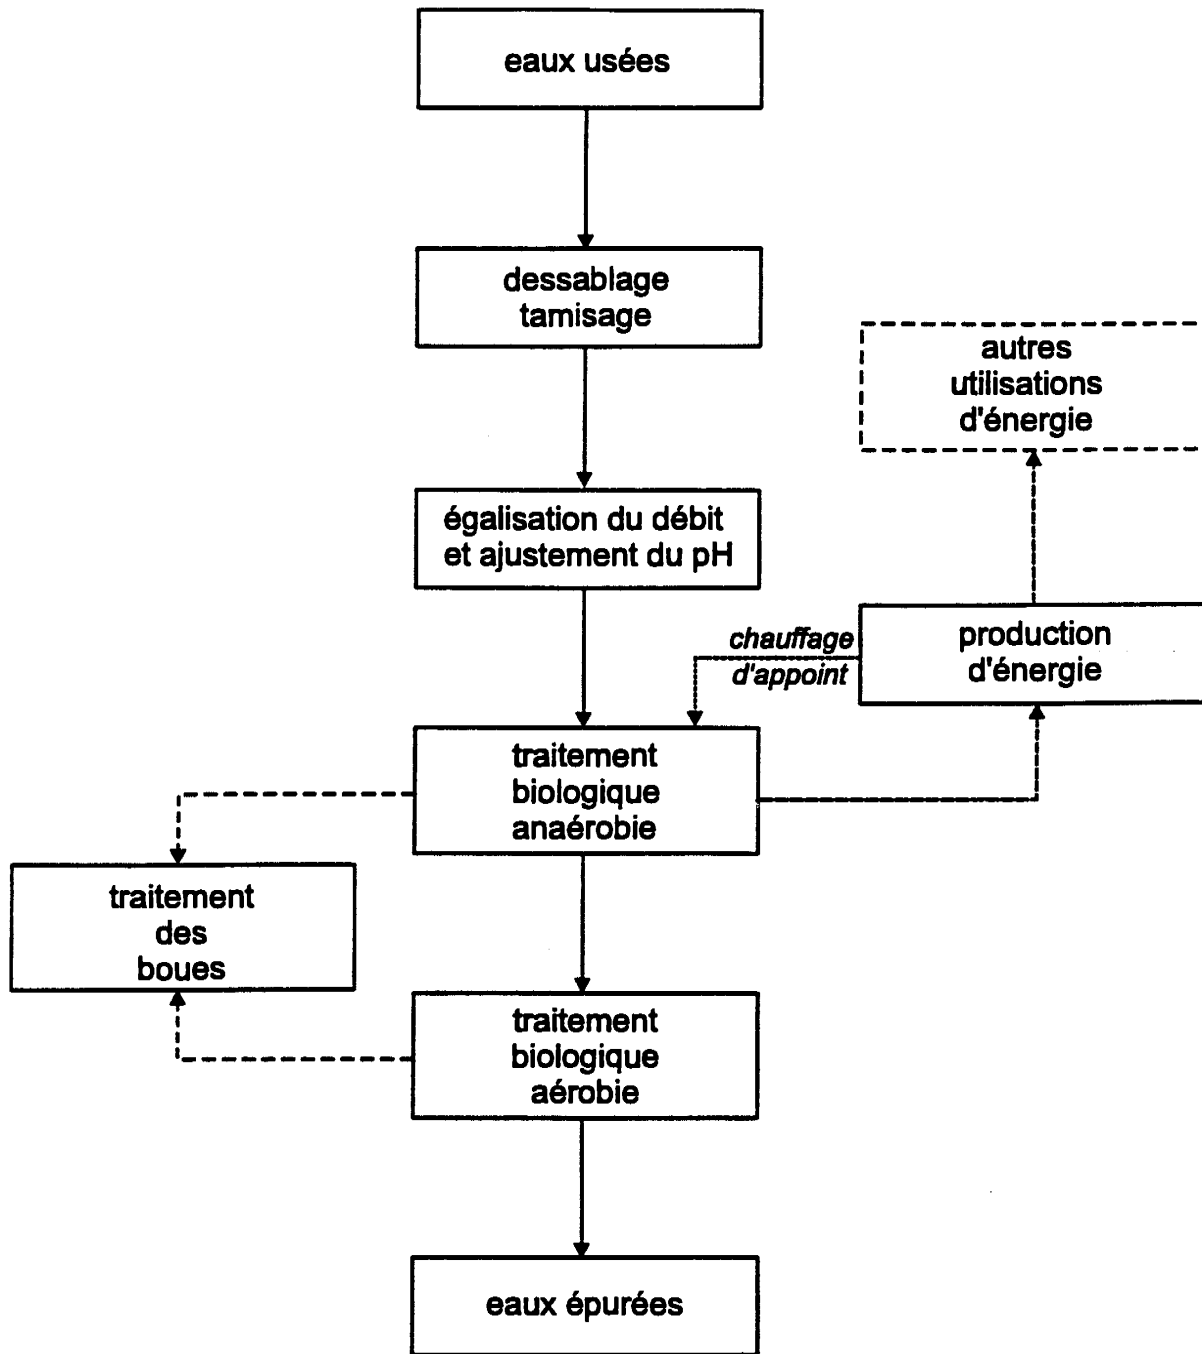 eaux usées
dessablage
tamisage
autres
utilisations
d'énergie
égalisation du débit
et ajustement du pH
chauffage
d'appoint
production
d'énergie
traitement
biologique
anaérobie
traitement
des
boues
traitement
biologique
aérobie
eaux épurées